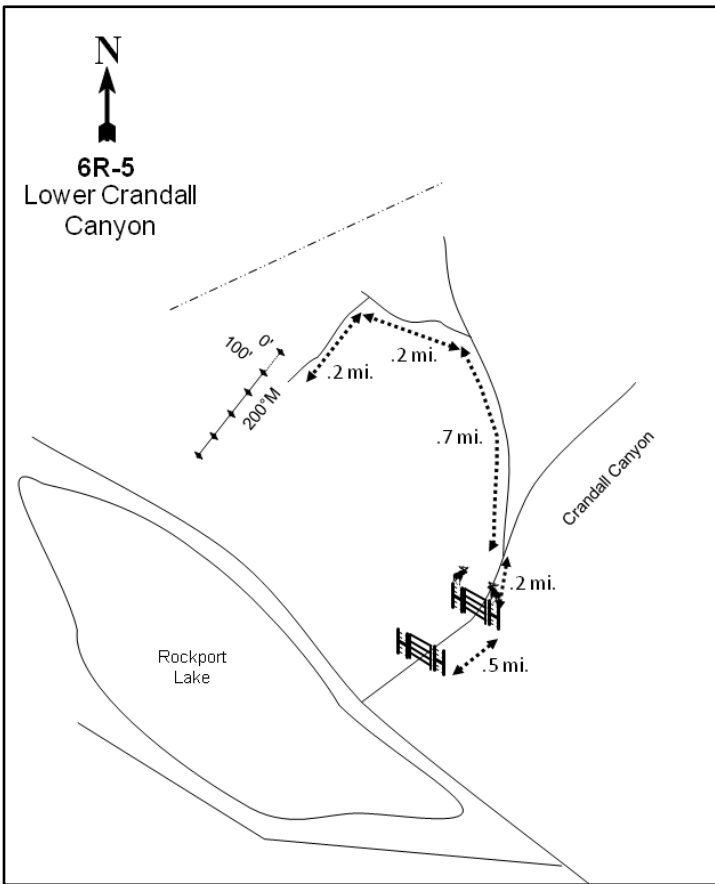 N
6R-5
Lower Crandall
Canyon
0'
100'
200°M
.2 mi.
.2 mi.
.7 mi.
Crandall Canyon
.2 mi.
.5 mi.
Rockport
Lake